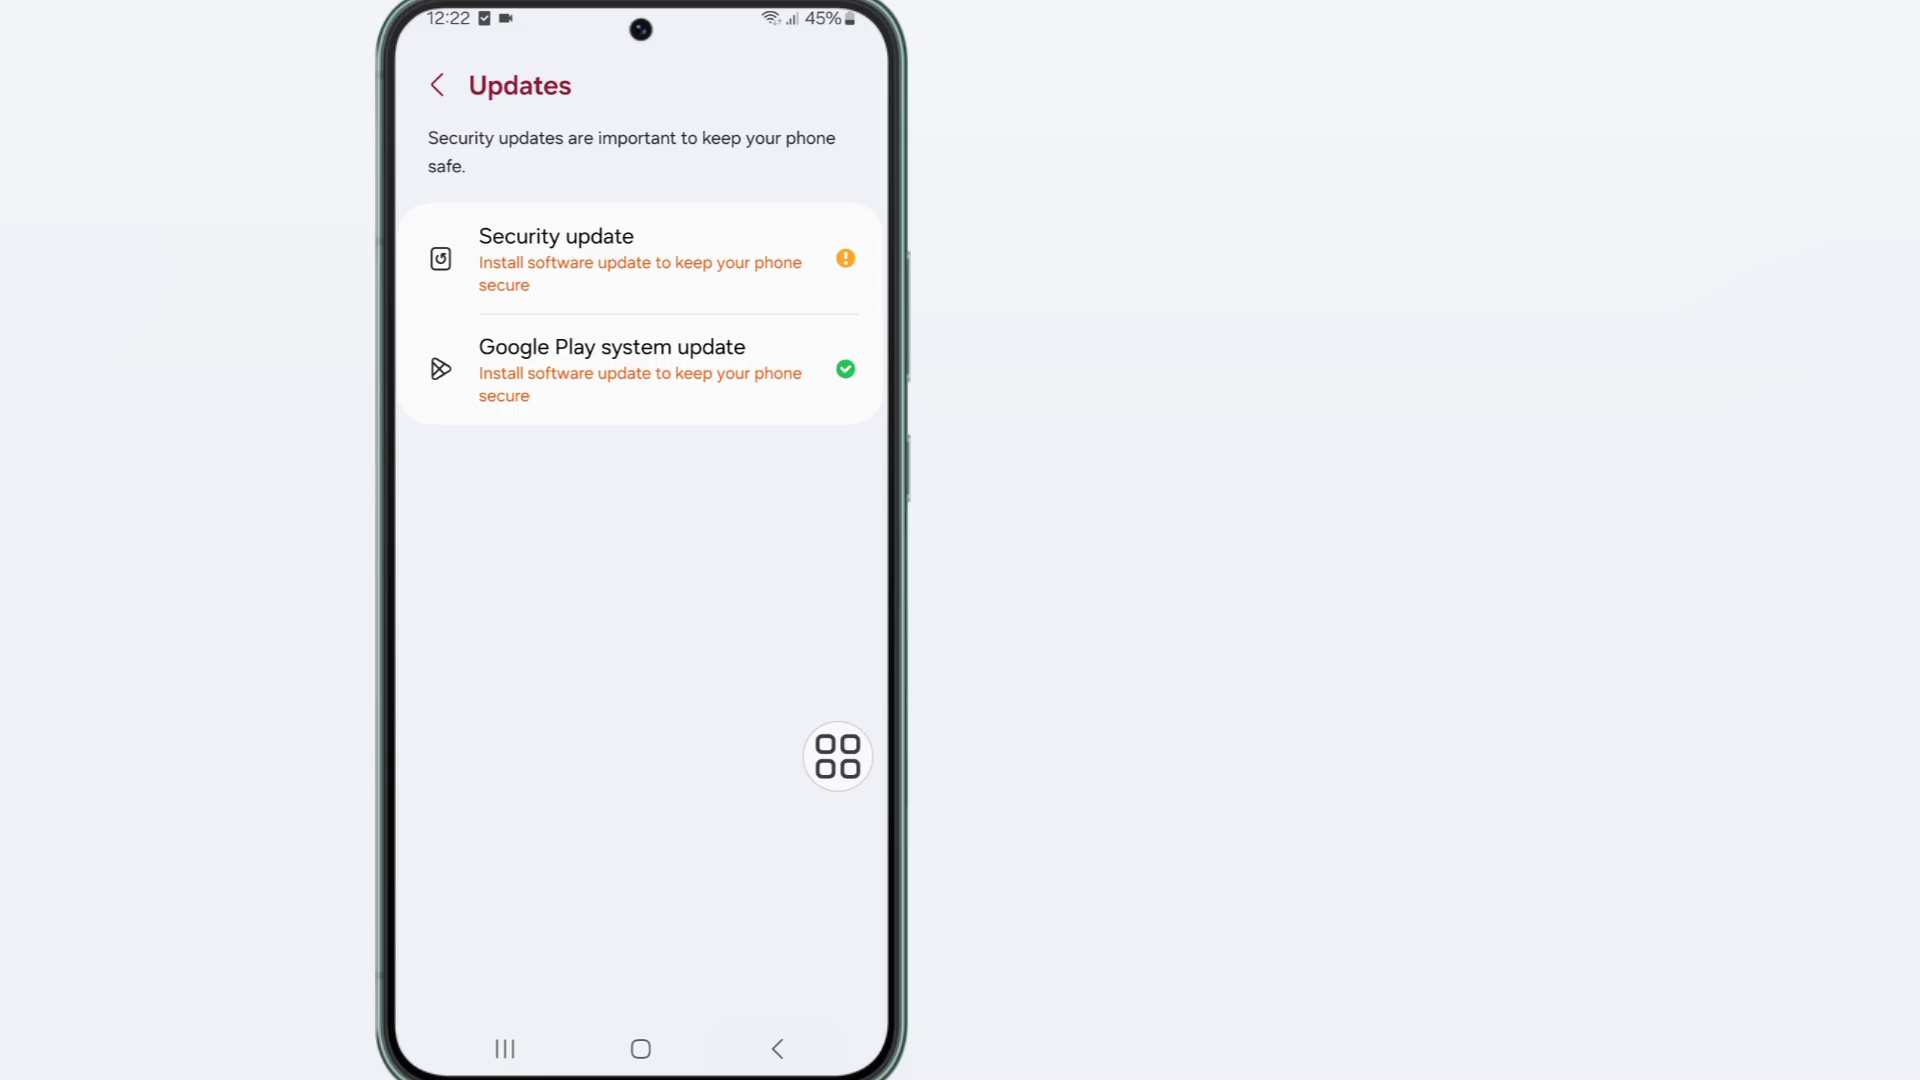 12:22 45%
Updates
Security updates are important to keep your phone
safe.
Security update
Install software update to keep your phone
secure
Google Play system update
Install software update to keep your phone
secure